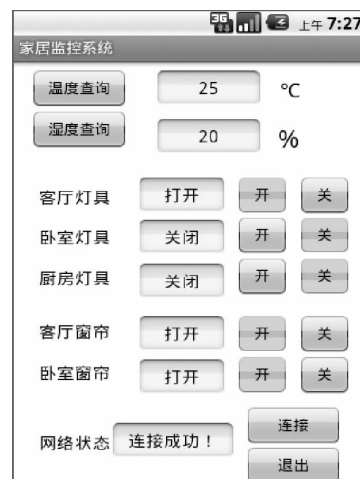 3G 上午 7:27
家居监控系统
温度查询 25 ℃
湿度查询 20 %
客厅灯具 打开 开 关
卧室灯具 关闭 开 关
厨房灯具 关闭 开 关
客厅窗帘 打开 开 关
卧室窗帘 打开 开 关
连接
网络状态 连接成功！
退出